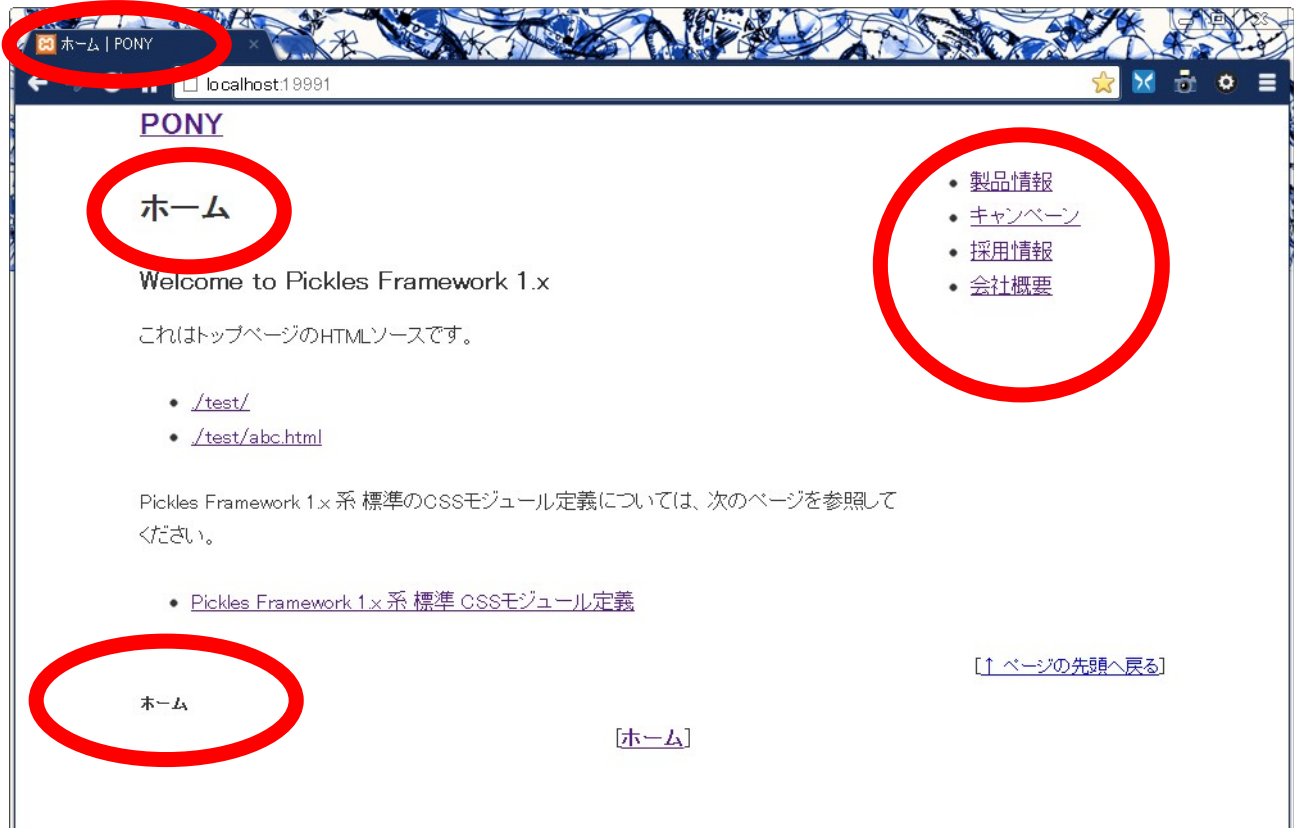 ホーム | PONY
localhost:19991
PONY
ホーム
Welcome to Pickles Framework 1.x
これはトップページのHTMLソースです。
./test/
./test/abc.html
Pickles Framework 1.x 系 標準のCSSモジュール定義については、次のページを参照して
ください。
Pickles Framework 1.x 系 標準 CSSモジュール定義
製品情報
キャンペーン
採用情報
会社概要
[↑ ページの先頭へ戻る]
ホーム
[ホーム]